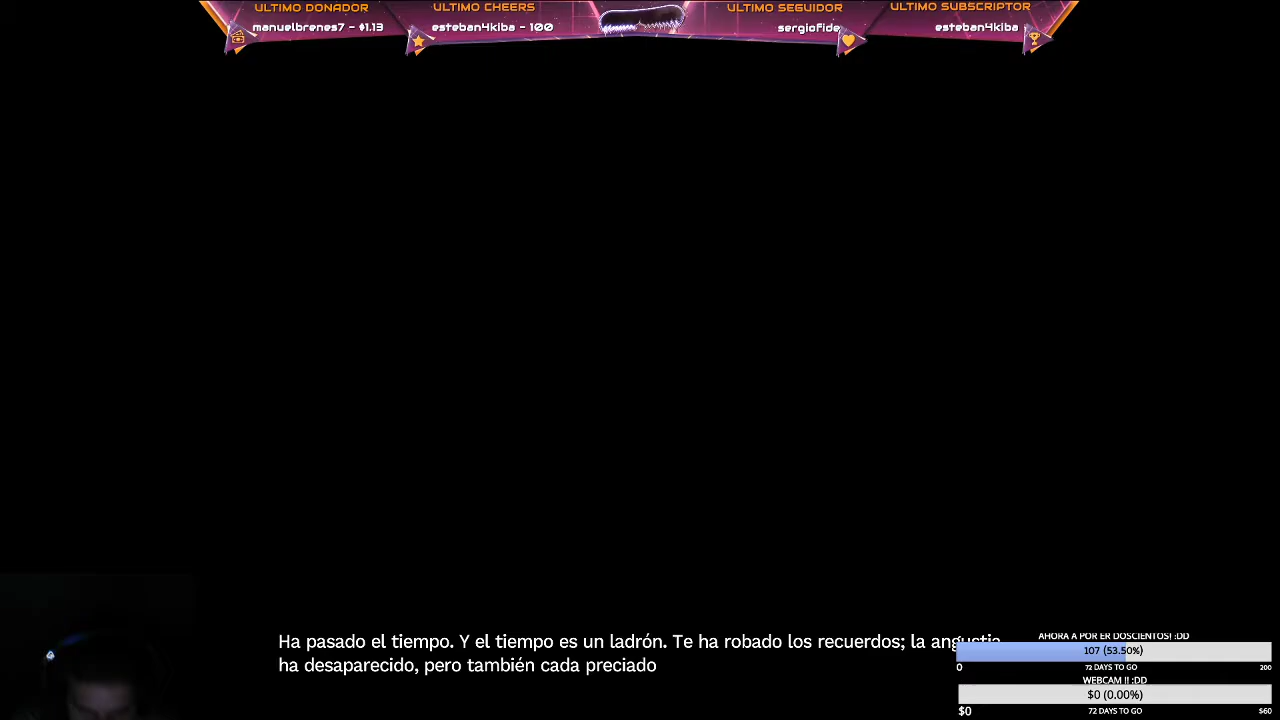 ULTIMO DONADOR
manuelbrenes7 - $1.13
ULTIMO CHEERS
esteban4kiba - 100
ULTIMO SEGUIDOR
sergiofide
ULTIMO SUBSCRIPTOR
esteban4kiba
Ha pasado el tiempo. Y el tiempo es un ladrón. Te ha robado los recuerdos; la angustia
ha desaparecido, pero también cada preciado
AHORA A POR ER DOSCIENTOS! :DD
107 (53.50%)
0 72 DAYS TO GO 200
WEBCAM !! :DD
$0 (0.00%)
$0 72 DAYS TO GO $60